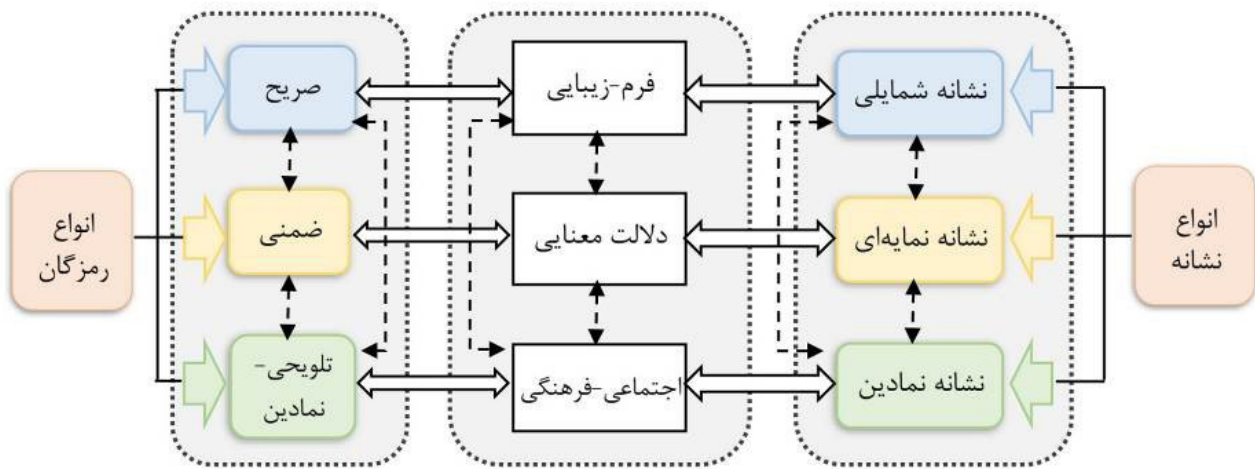 انواع
نشانه
نشانه شمایلی
نشانه نمایه‌ای
نشانه نمادین
فرم-زیبایی
دلالت معنایی
اجتماعی-فرهنگی
صریح
ضمنی
تلویحی-
نمادین
انواع
رمزگان